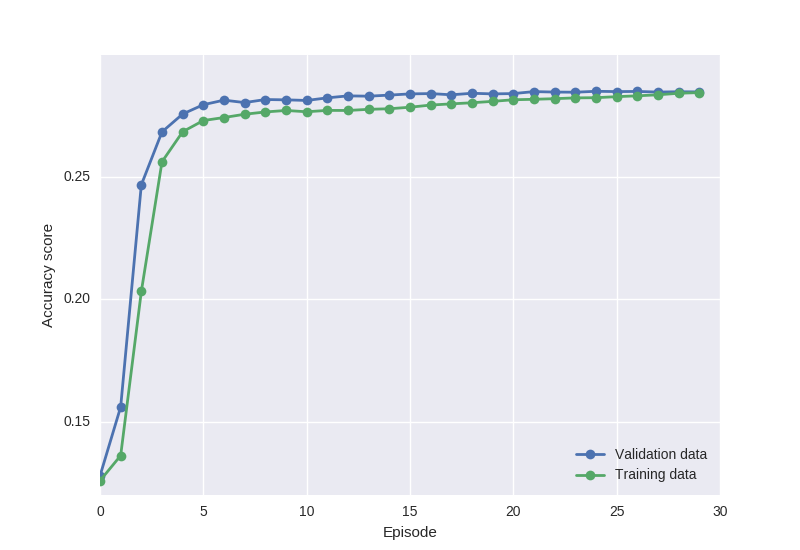 0.25
0.20
0.15
Accuracy score
Validation data
Training data
0 5 10 15 20 25 30
Episode